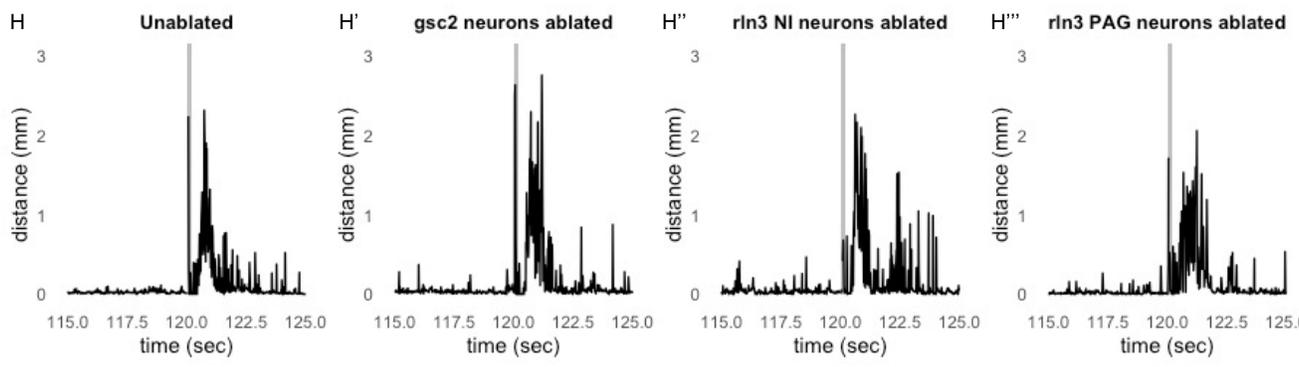 H Unablated
3
2
1
0
distance (mm)
115.0 117.5 120.0 122.5 125.0
time (sec)
H’ gsc2 neurons ablated
3
2
1
0
distance (mm)
115.0 117.5 120.0 122.5 125.0
time (sec)
H’’ rln3 NI neurons ablated
3
2
1
0
distance (mm)
115.0 117.5 120.0 122.5 125.0
time (sec)
H’’’ rln3 PAG neurons ablated
3
2
1
0
distance (mm)
115.0 117.5 120.0 122.5 125.
time (sec)